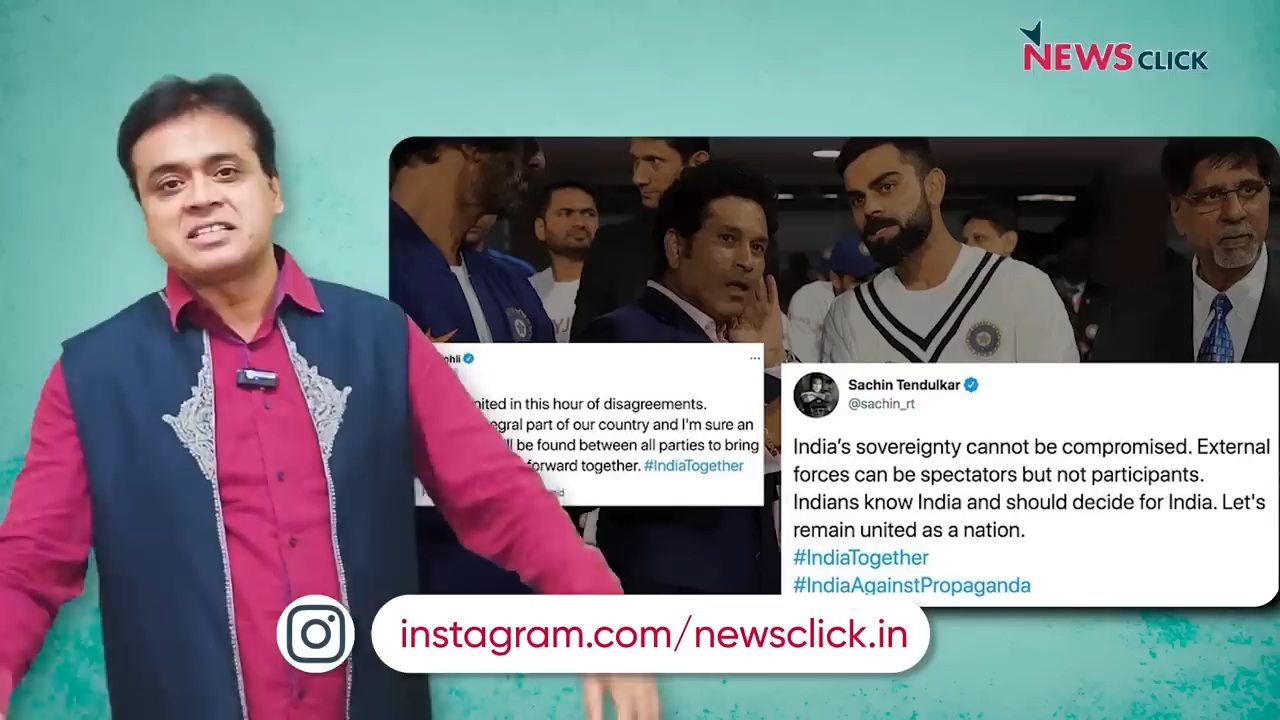 NEWS CLICK
hli
nited in this hour of disagreements.
egral part of our country and I'm sure an
ll be found between all parties to bring
forward together. #IndiaTogether
Sachin Tendulkar
@sachin_rt
India's sovereignty cannot be compromised. External
forces can be spectators but not participants.
Indians know India and should decide for India. Let's
remain united as a nation.
#IndiaTogether
#IndiaAgainstPropaganda
instagram.com/newsclick.in